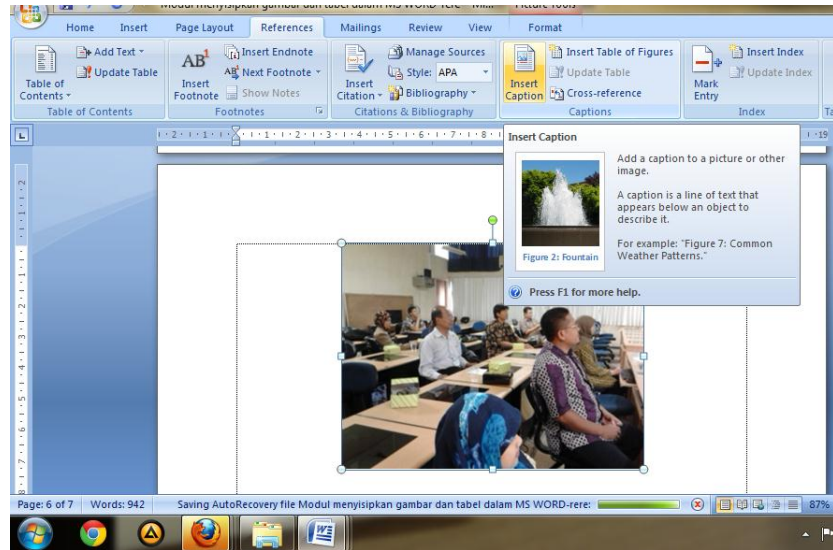 Modul menyisipkan gambar dan tabel dalam MS WORD-rere - Mi...
Picture Tools
Home Insert Page Layout References Mailings Review View Format
Table of Contents
Add Text
Update Table
Table of Contents
AB¹
Insert Footnote
Insert Endnote
Next Footnote
Show Notes
Footnotes
Insert Citation
Manage Sources
Style: APA
Bibliography
Citations & Bibliography
Insert Caption
Insert Table of Figures
Update Table
Cross-reference
Captions
Mark Entry
Insert Index
Update Index
Index
Insert Caption
Add a caption to a picture or other
image.
A caption is a line of text that
appears below an object to
describe it.
For example: "Figure 7: Common
Weather Patterns."
Figure 2: Fountain
Press F1 for more help.
Page: 6 of 7 Words: 942 Saving AutoRecovery file Modul menyisipkan gambar dan tabel dalam MS WORD-rere: 87%